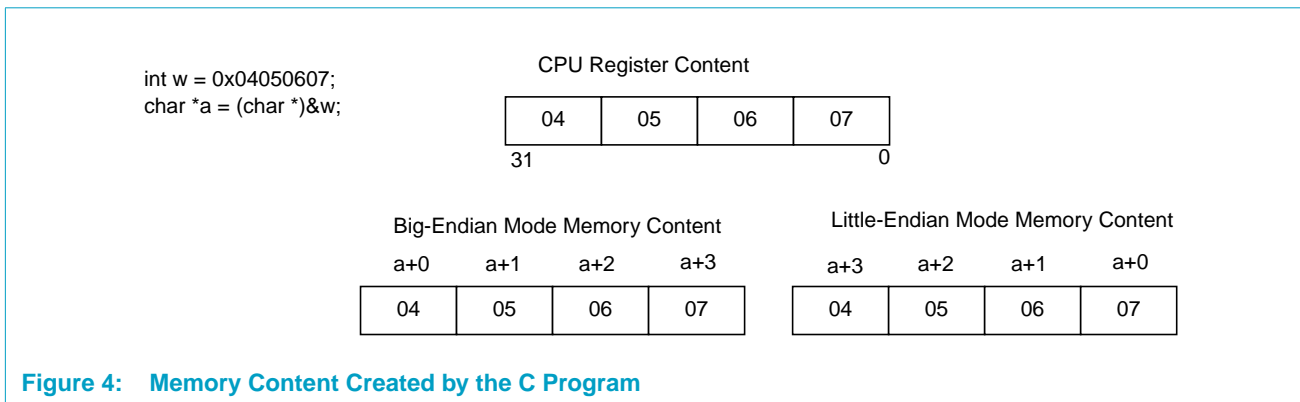 int w = 0x04050607;
char *a = (char *)&w;
CPU Register Content
04 05 06 07
31 0
Big-Endian Mode Memory Content
a+0 a+1 a+2 a+3
04 05 06 07
Little-Endian Mode Memory Content
a+3 a+2 a+1 a+0
04 05 06 07
Figure 4: Memory Content Created by the C Program